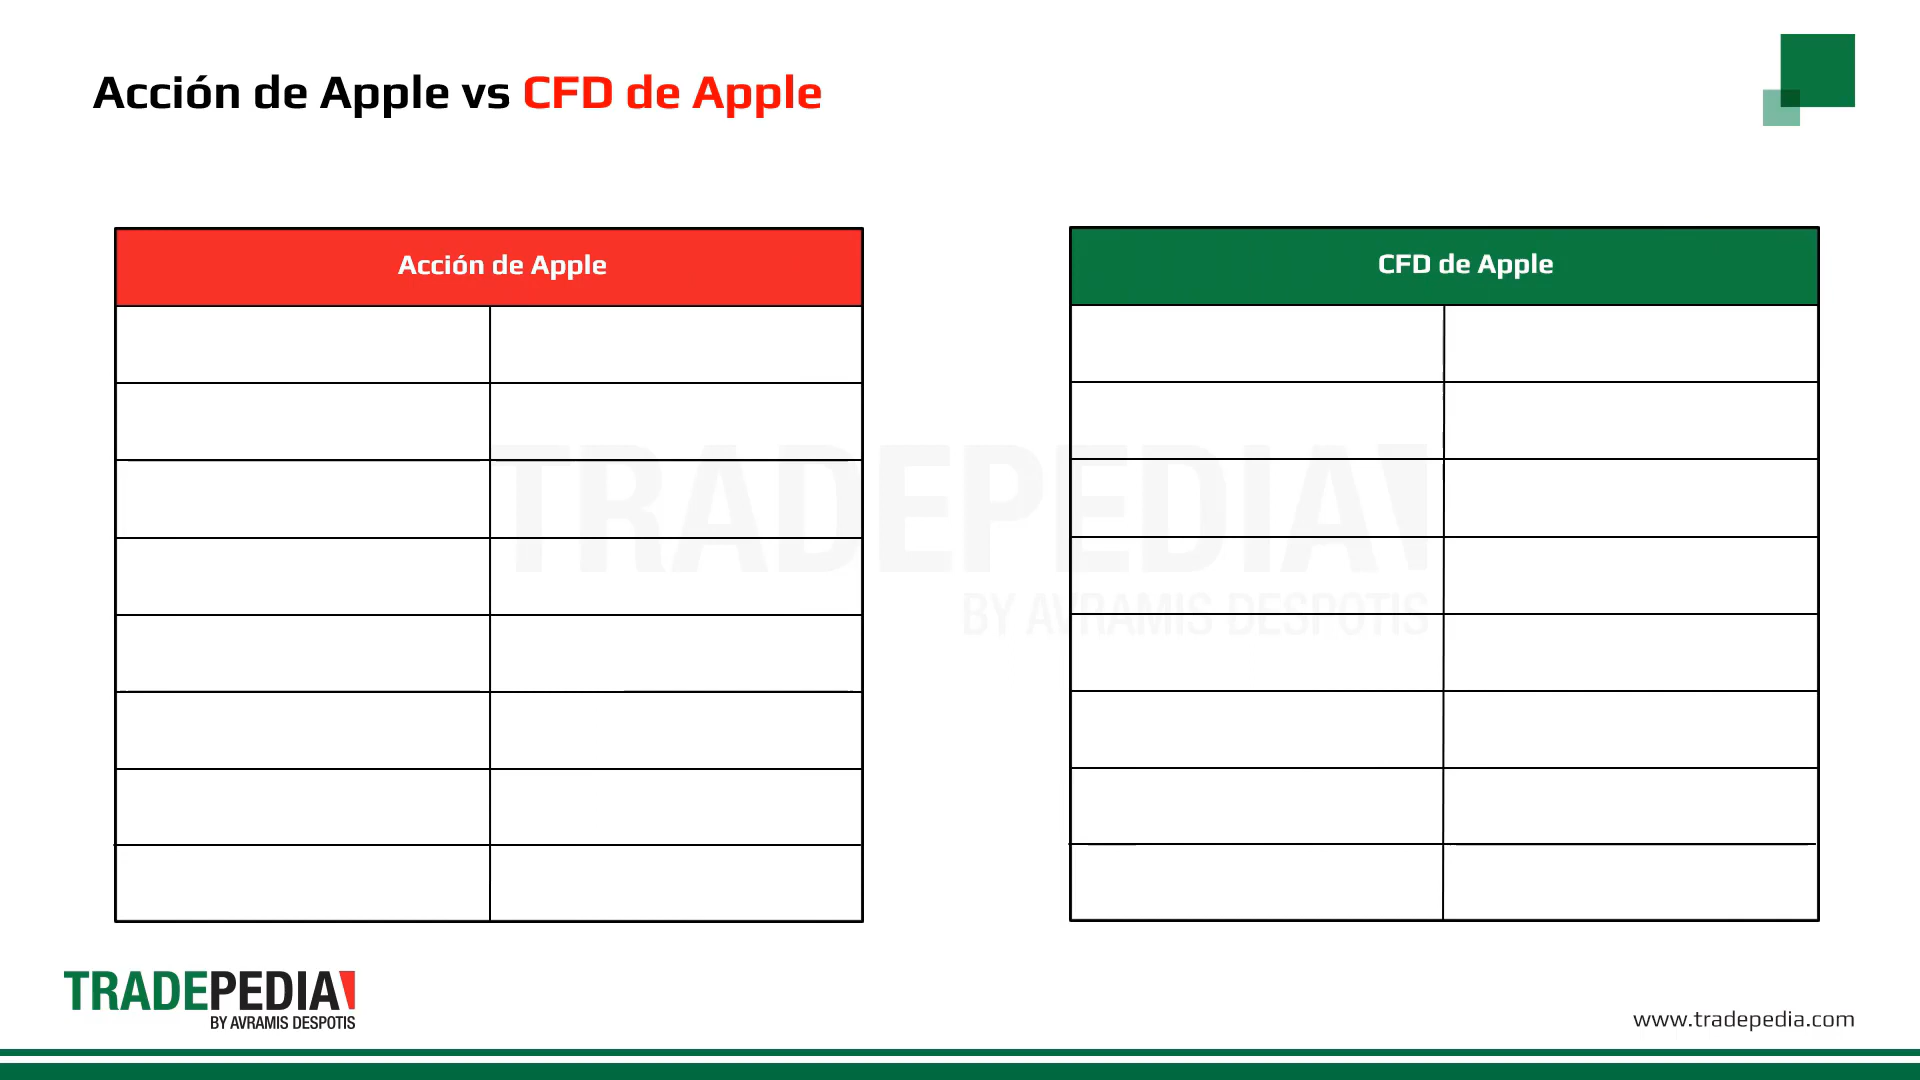 Acción de Apple vs CFD de Apple
Acción de Apple
CFD de Apple
TRADEPEDIA
BY AVRAMIS DESPOTIS
TRADEPEDIA
BY AVRAMIS DESPOTIS
www.tradepedia.com